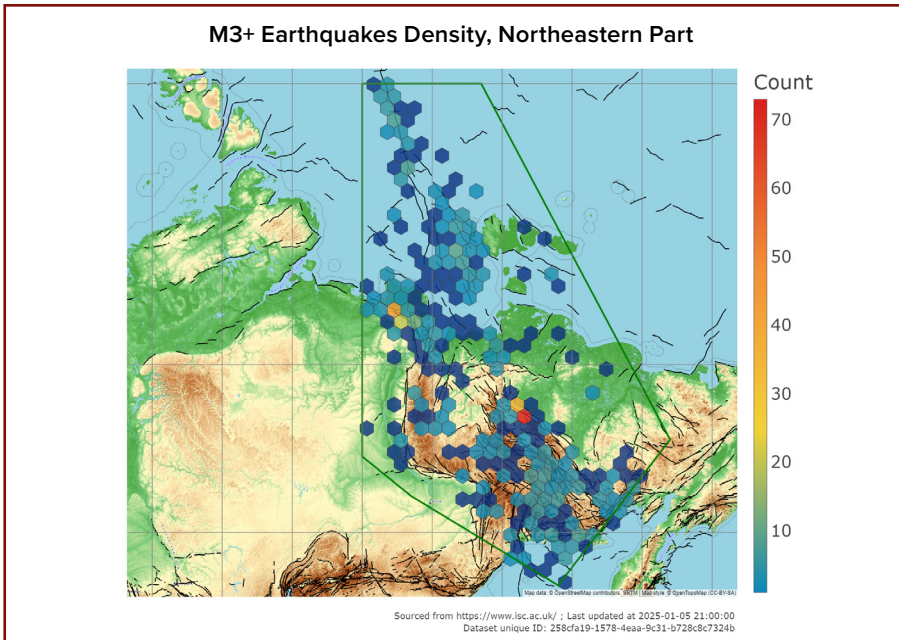 M3+ Earthquakes Density, Northeastern Part
Count
70
60
50
40
30
20
10
Map data: © OpenStreetMap contributors, SRTM | Map style: © OpenTopoMap (CC-BY-SA)
Sourced from https://www.isc.ac.uk/ ; Last updated at 2025-01-05 21:00:00
Dataset unique ID: 258cfa19-1578-4eaa-9c31-b728c8c7324b